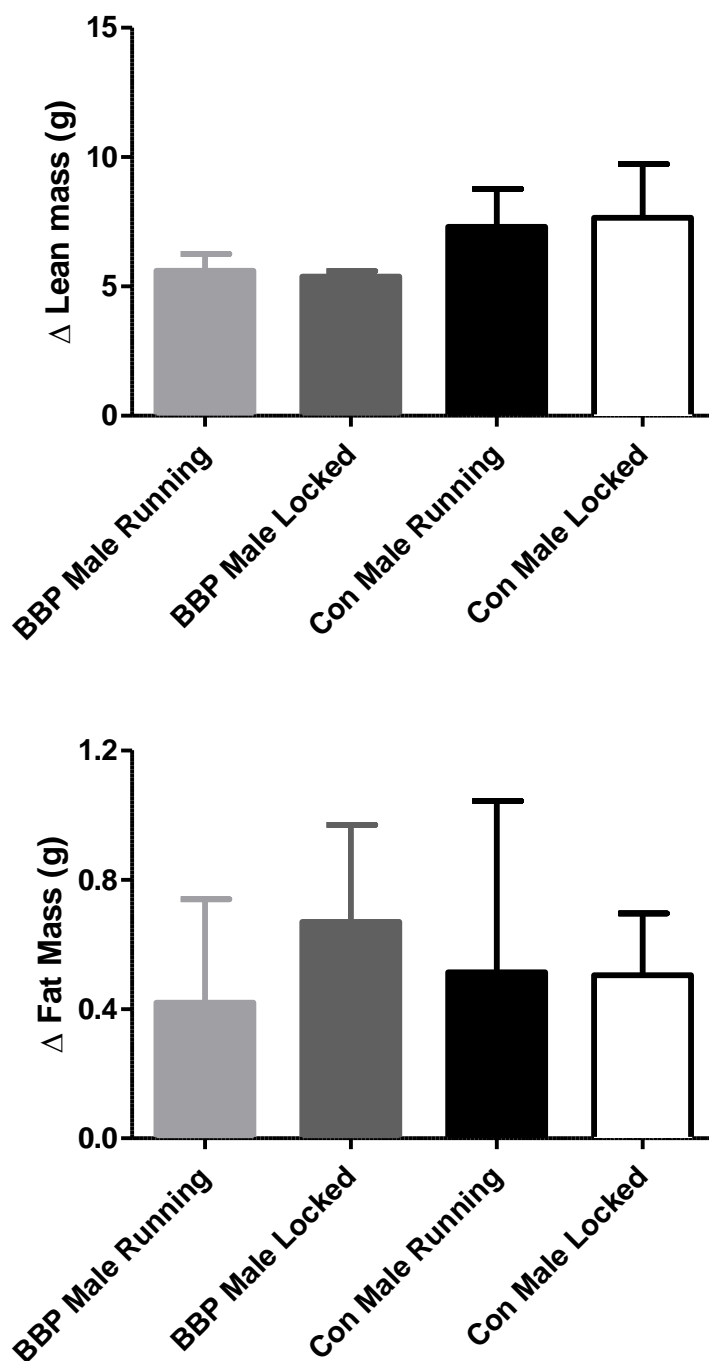 Δ Lean mass (g)
15
10
5
0
BBP Male Running
BBP Male Locked
Con Male Running
Con Male Locked
Δ Fat Mass (g)
1.2
0.8
0.4
0.0
BBP Male Running
BBP Male Locked
Con Male Running
Con Male Locked